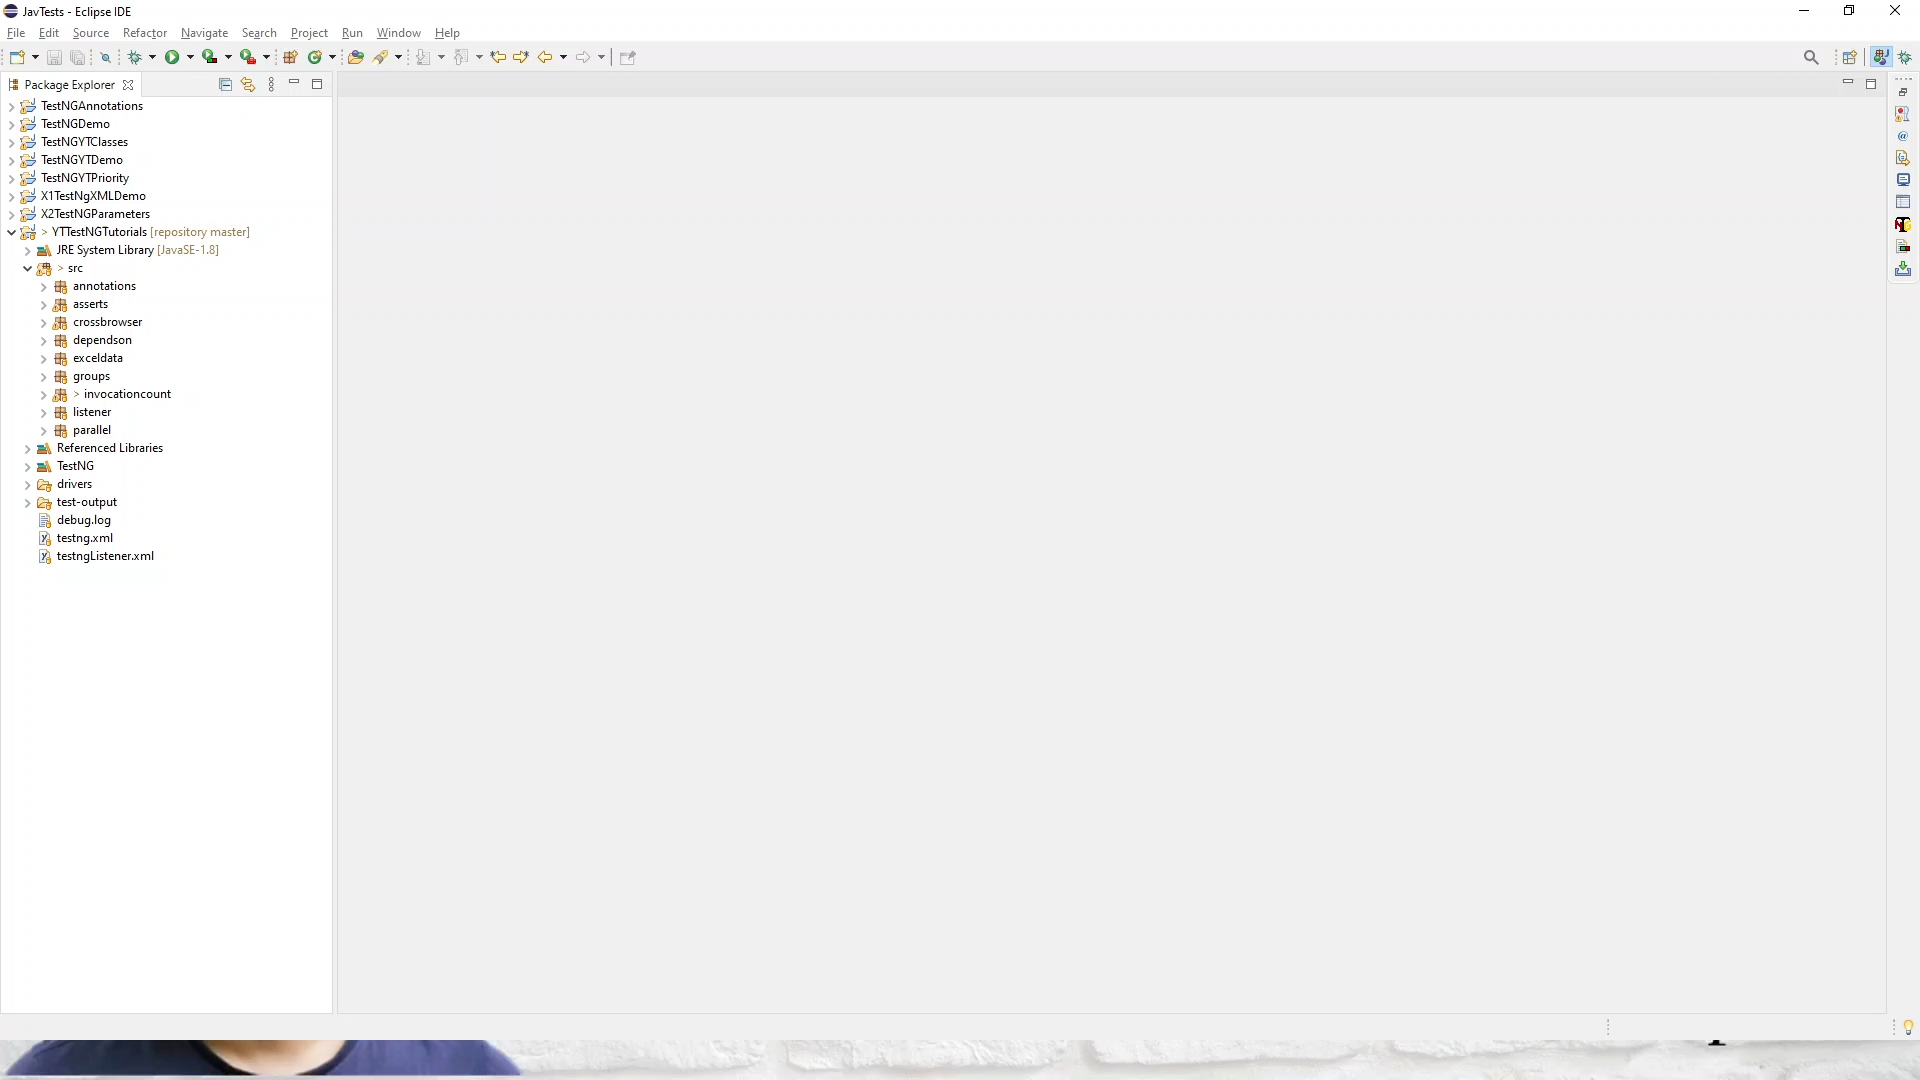 JavTests - Eclipse IDE
File Edit Source Refactor Navigate Search Project Run Window Help
Package Explorer
TestNGAnnotations
TestNGDemo
TestNGYTClasses
TestNGYTDemo
TestNGYTPriority
X1TestNgXMLDemo
X2TestNGParameters
> YTTestNGTutorials [repository master]
JRE System Library [JavaSE-1.8]
> src
annotations
asserts
crossbrowser
dependson
exceldata
groups
> invocationcount
listener
parallel
Referenced Libraries
TestNG
drivers
test-output
debug.log
testng.xml
testngListener.xml